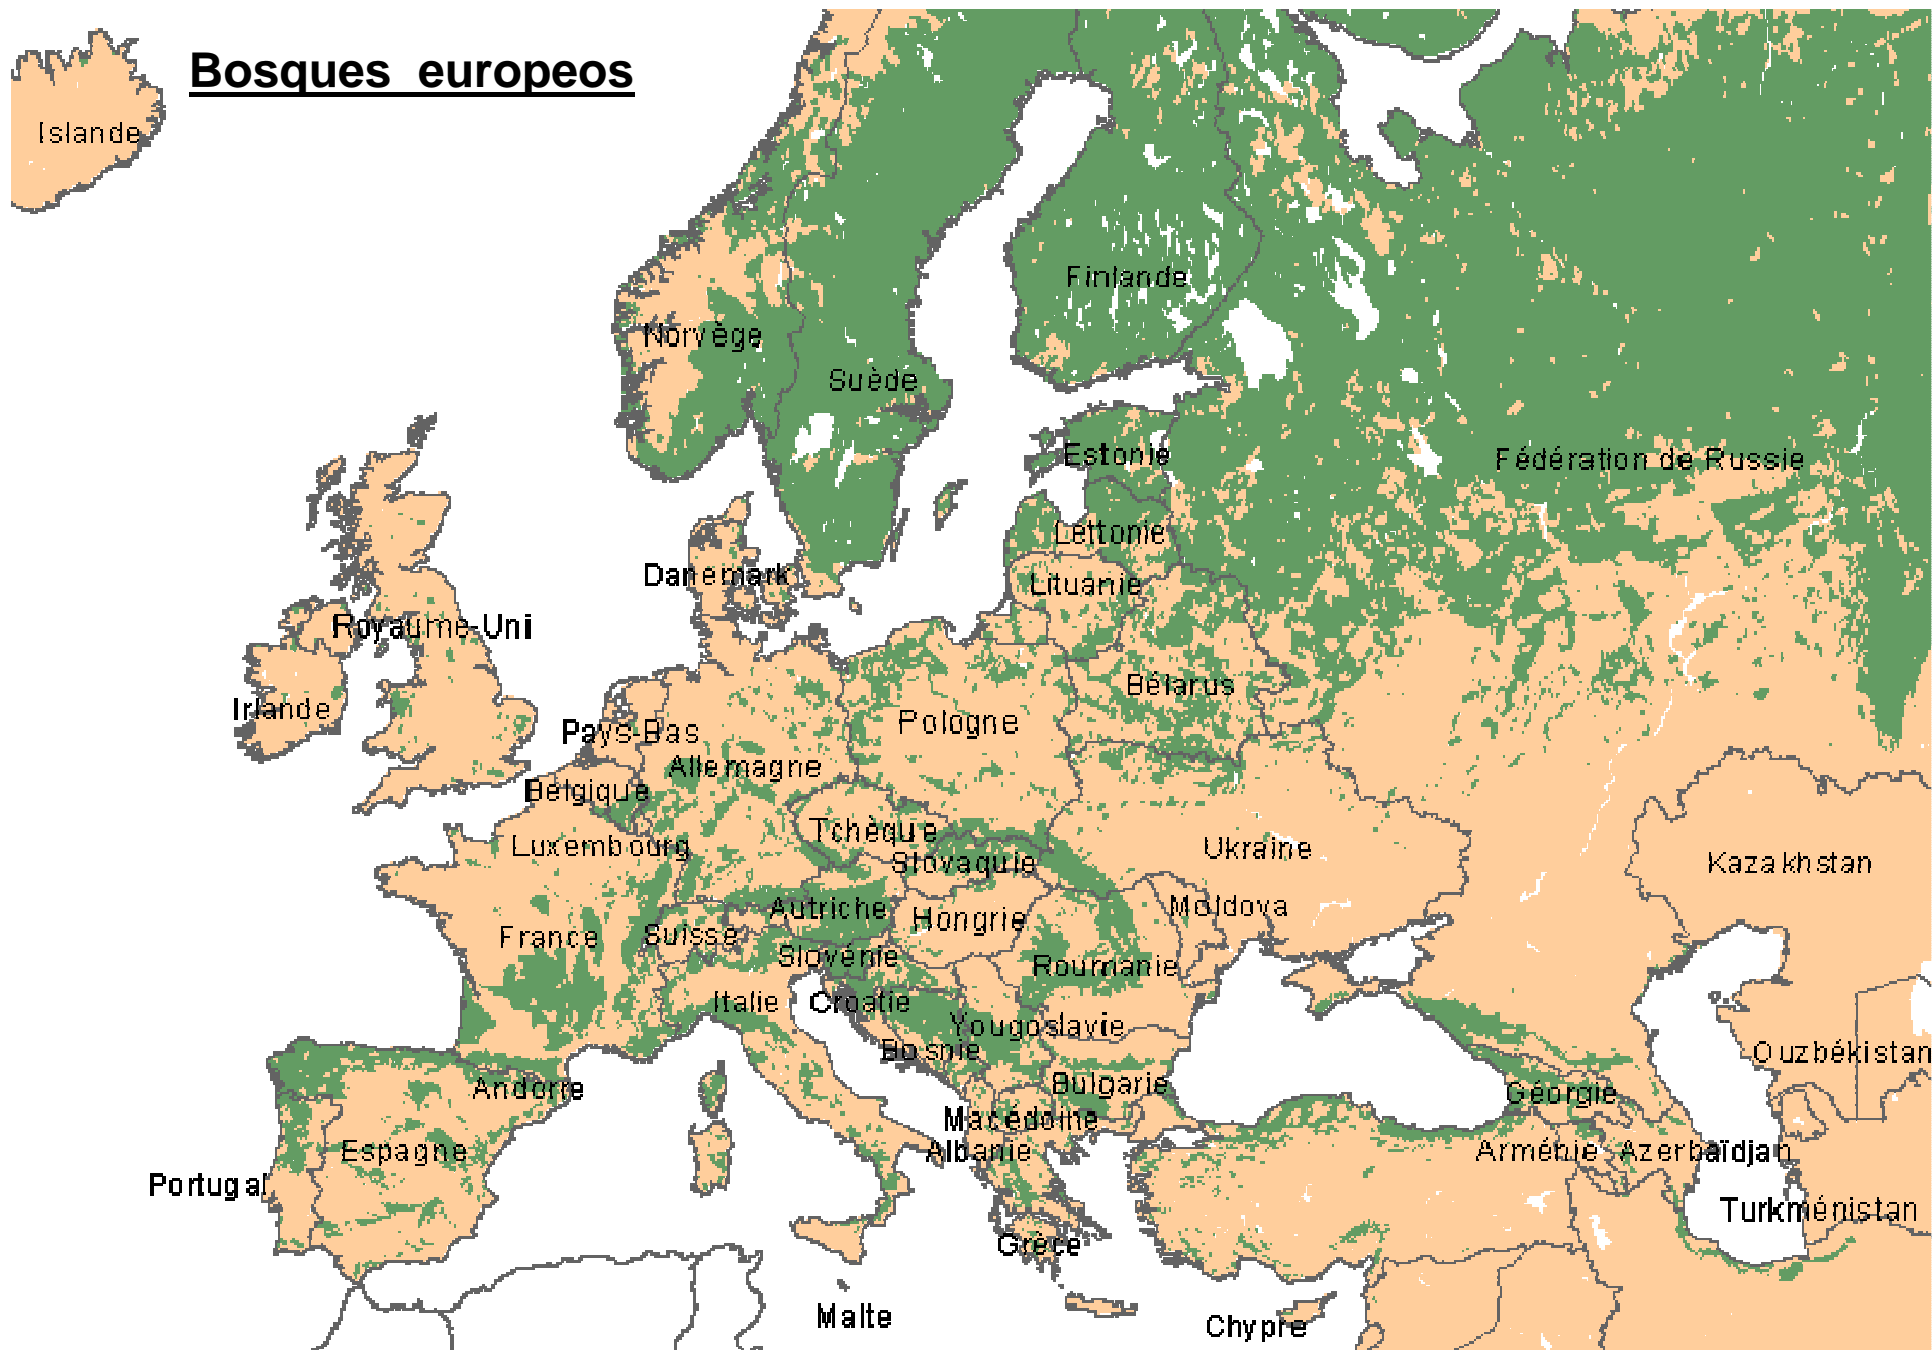 Bosques europeos
Islande
Finlande
Norvège
Suède
Estonie
Fédération de Russie
Lettonie
Danemark
Lituanie
Royaume-Uni
Bélarus
Irlande
Pologne
Pays-Bas
Allemagne
Belgique
Tchèque
Luxembourg
Ukraine
Slovaquie
Kazakhstan
Autriche
Moldova
Hongrie
France
Suisse
Slovénie
Roumanie
Italie
Croatie
Yougoslavie
Bosnie
Ouzbékistan
Andorre
Bulgarie
Géorgie
Macédoine
Espagne
Albanie
Arménie
Azerbaïdjan
Portugal
Turkménistan
Grèce
Malte
Chypre